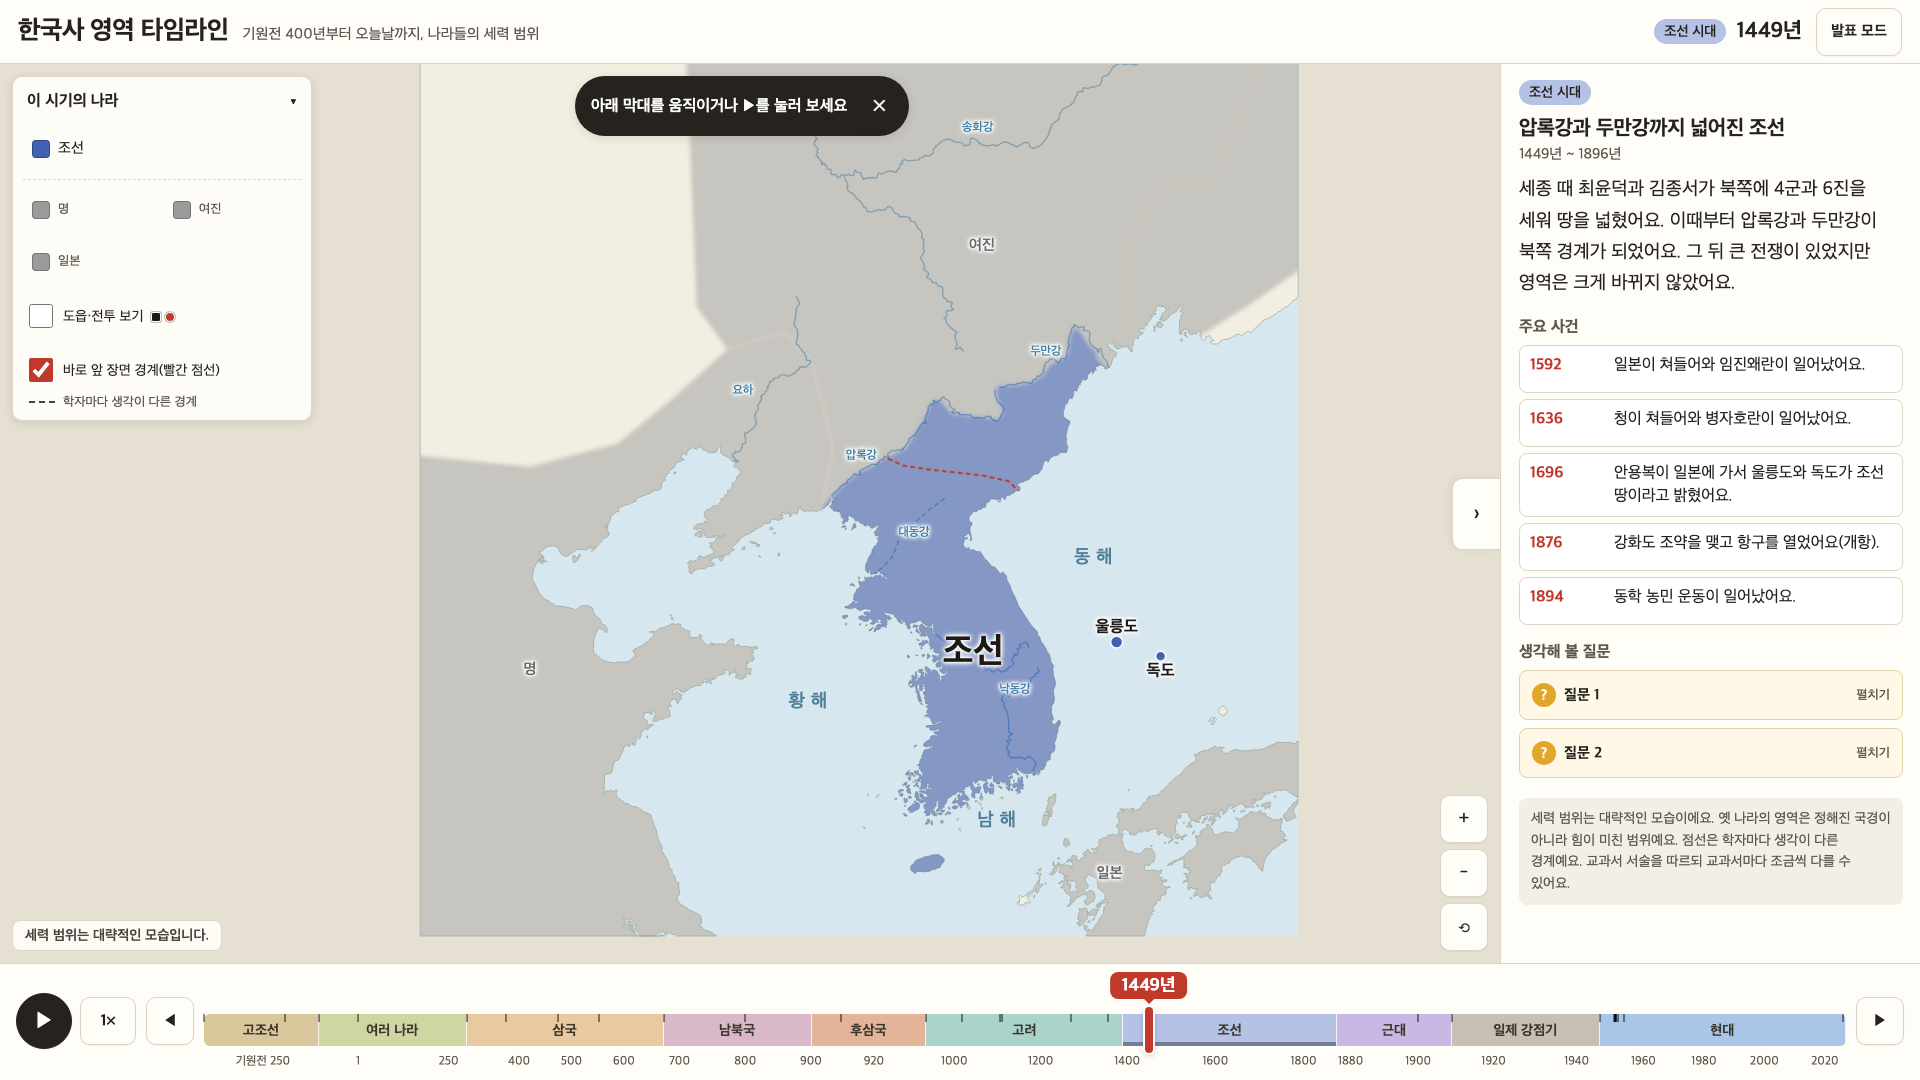 한국사 영역 타임라인
기원전 400년부터 오늘날까지, 나라들의 세력 범위
조선 시대
1449년
발표 모드
이 시기의 나라
조선
명
여진
일본
도읍·전투 보기
바로 앞 장면 경계(빨간 점선)
학자마다 생각이 다른 경계
아래 막대를 움직이거나 ▶를 눌러 보세요
송화강
여진
두만강
요하
압록강
대동강
동 해
울릉도
조선
독도
명
낙동강
황 해
남 해
일본
세력 범위는 대략적인 모습입니다.
조선 시대
압록강과 두만강까지 넓어진 조선
1449년 ~ 1896년
세종 때 최윤덕과 김종서가 북쪽에 4군과 6진을
세워 땅을 넓혔어요. 이때부터 압록강과 두만강이
북쪽 경계가 되었어요. 그 뒤 큰 전쟁이 있었지만
영역은 크게 바뀌지 않았어요.
주요 사건
1592 일본이 쳐들어와 임진왜란이 일어났어요.
1636 청이 쳐들어와 병자호란이 일어났어요.
1696 안용복이 일본에 가서 울릉도와 독도가 조선
땅이라고 밝혔어요.
1876 강화도 조약을 맺고 항구를 열었어요(개항).
1894 동학 농민 운동이 일어났어요.
생각해 볼 질문
? 질문 1 펼치기
? 질문 2 펼치기
세력 범위는 대략적인 모습이에요. 옛 나라의 영역은 정해진 국경이
아니라 힘이 미친 범위예요. 점선은 학자마다 생각이 다른
경계예요. 교과서 서술을 따르되 교과서마다 조금씩 다를 수
있어요.
1449년
1×
고조선 여러 나라 삼국 남북국 후삼국 고려 조선 근대 일제 강점기 현대
기원전 250 1 250 400 500 600 700 800 900 920 1000 1200 1400 1600 1800 1880 1900 1920 1940 1960 1980 2000 2020